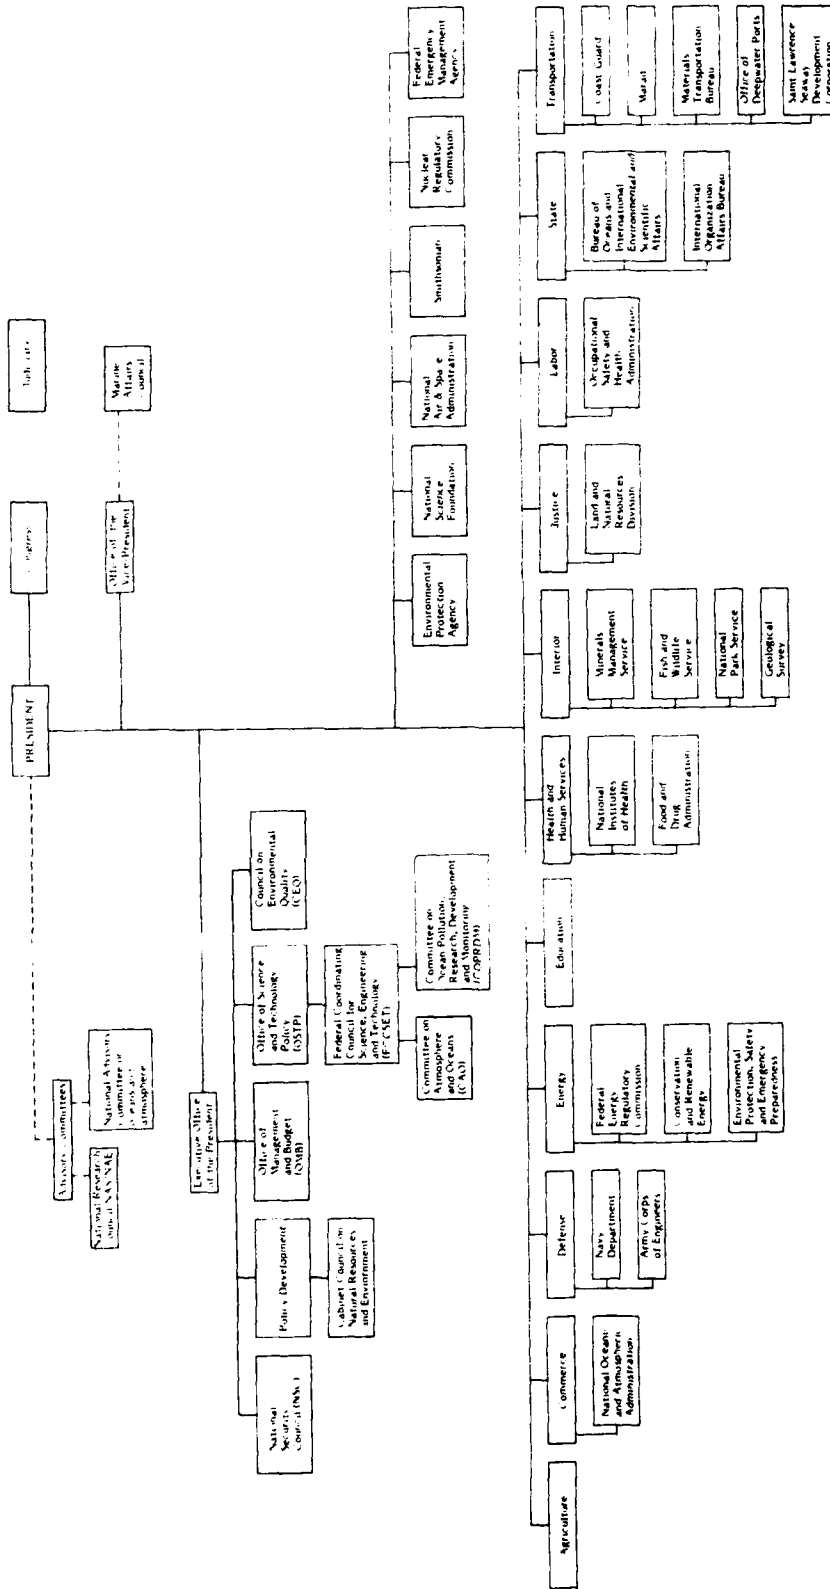 PRESIDENT
Office of the
Vice President
Marine
Affairs
Council
Advisory Committees
National Research
Council NAS/NAE
National Advisory
Committee on
Oceans and
Atmosphere
Executive Office
of the President
National
Security
Council (NSC)
Policy Development
Cabinet Council on
Natural Resources
and Environment
Office of
Management
and Budget
(OMB)
Office of Science
and Technology
Policy
(OSTP)
Federal Coordinating
Council for
Science, Engineering
and Technology
(FCCSET)
Committee on
Atmosphere
and Oceans
(CAO)
Committee on
Ocean Pollution,
Research, Development
and Monitoring
(COPRDM)
Council on
Environmental
Quality
(CEQ)
Environmental
Protection
Agency
National
Science
Foundation
National
Air & Space
Administration
Smithsonian
Nuclear
Regulatory
Commission
Federal
Emergency
Management
Agency
Agriculture
Commerce
National Oceanic
and Atmospheric
Administration
Defense
Navy
Department
Army Corps
of Engineers
Energy
Federal
Energy
Regulatory
Commission
Conservation
and Renewable
Energy
Environmental
Protection, Safety
and Emergency
Preparedness
Education
Health and
Human Services
National
Institutes
of Health
Food and
Drug
Administration
Interior
Minerals
Management
Service
Fish and
Wildlife
Service
National
Park Service
Geological
Survey
Justice
Land and
Natural
Resources
Division
Labor
Occupational
Safety and
Health
Administration
State
Bureau of
Oceans and
International
Environmental and
Scientific
Affairs
International
Organization
Affairs Bureau
Transportation
Coast Guard
Marad
Materials
Transportation
Bureau
Office of
Deepwater Ports
Saint Lawrence
Seaway
Development
Corporation